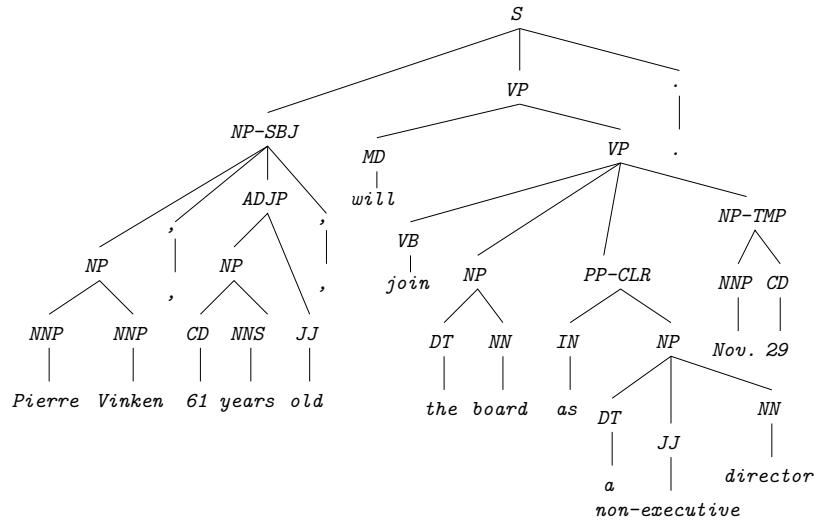 S
VP .
NP-SBJ
MD VP .
will
ADJP
NP-TMP
, ,
VB
NP NP NP PP-CLR
join NNP CD
, ,
NNP NNP CD NNS JJ DT NN IN NP
Nov. 29
Pierre Vinken 61 years old the board as
DT NN
JJ
a director
non-executive